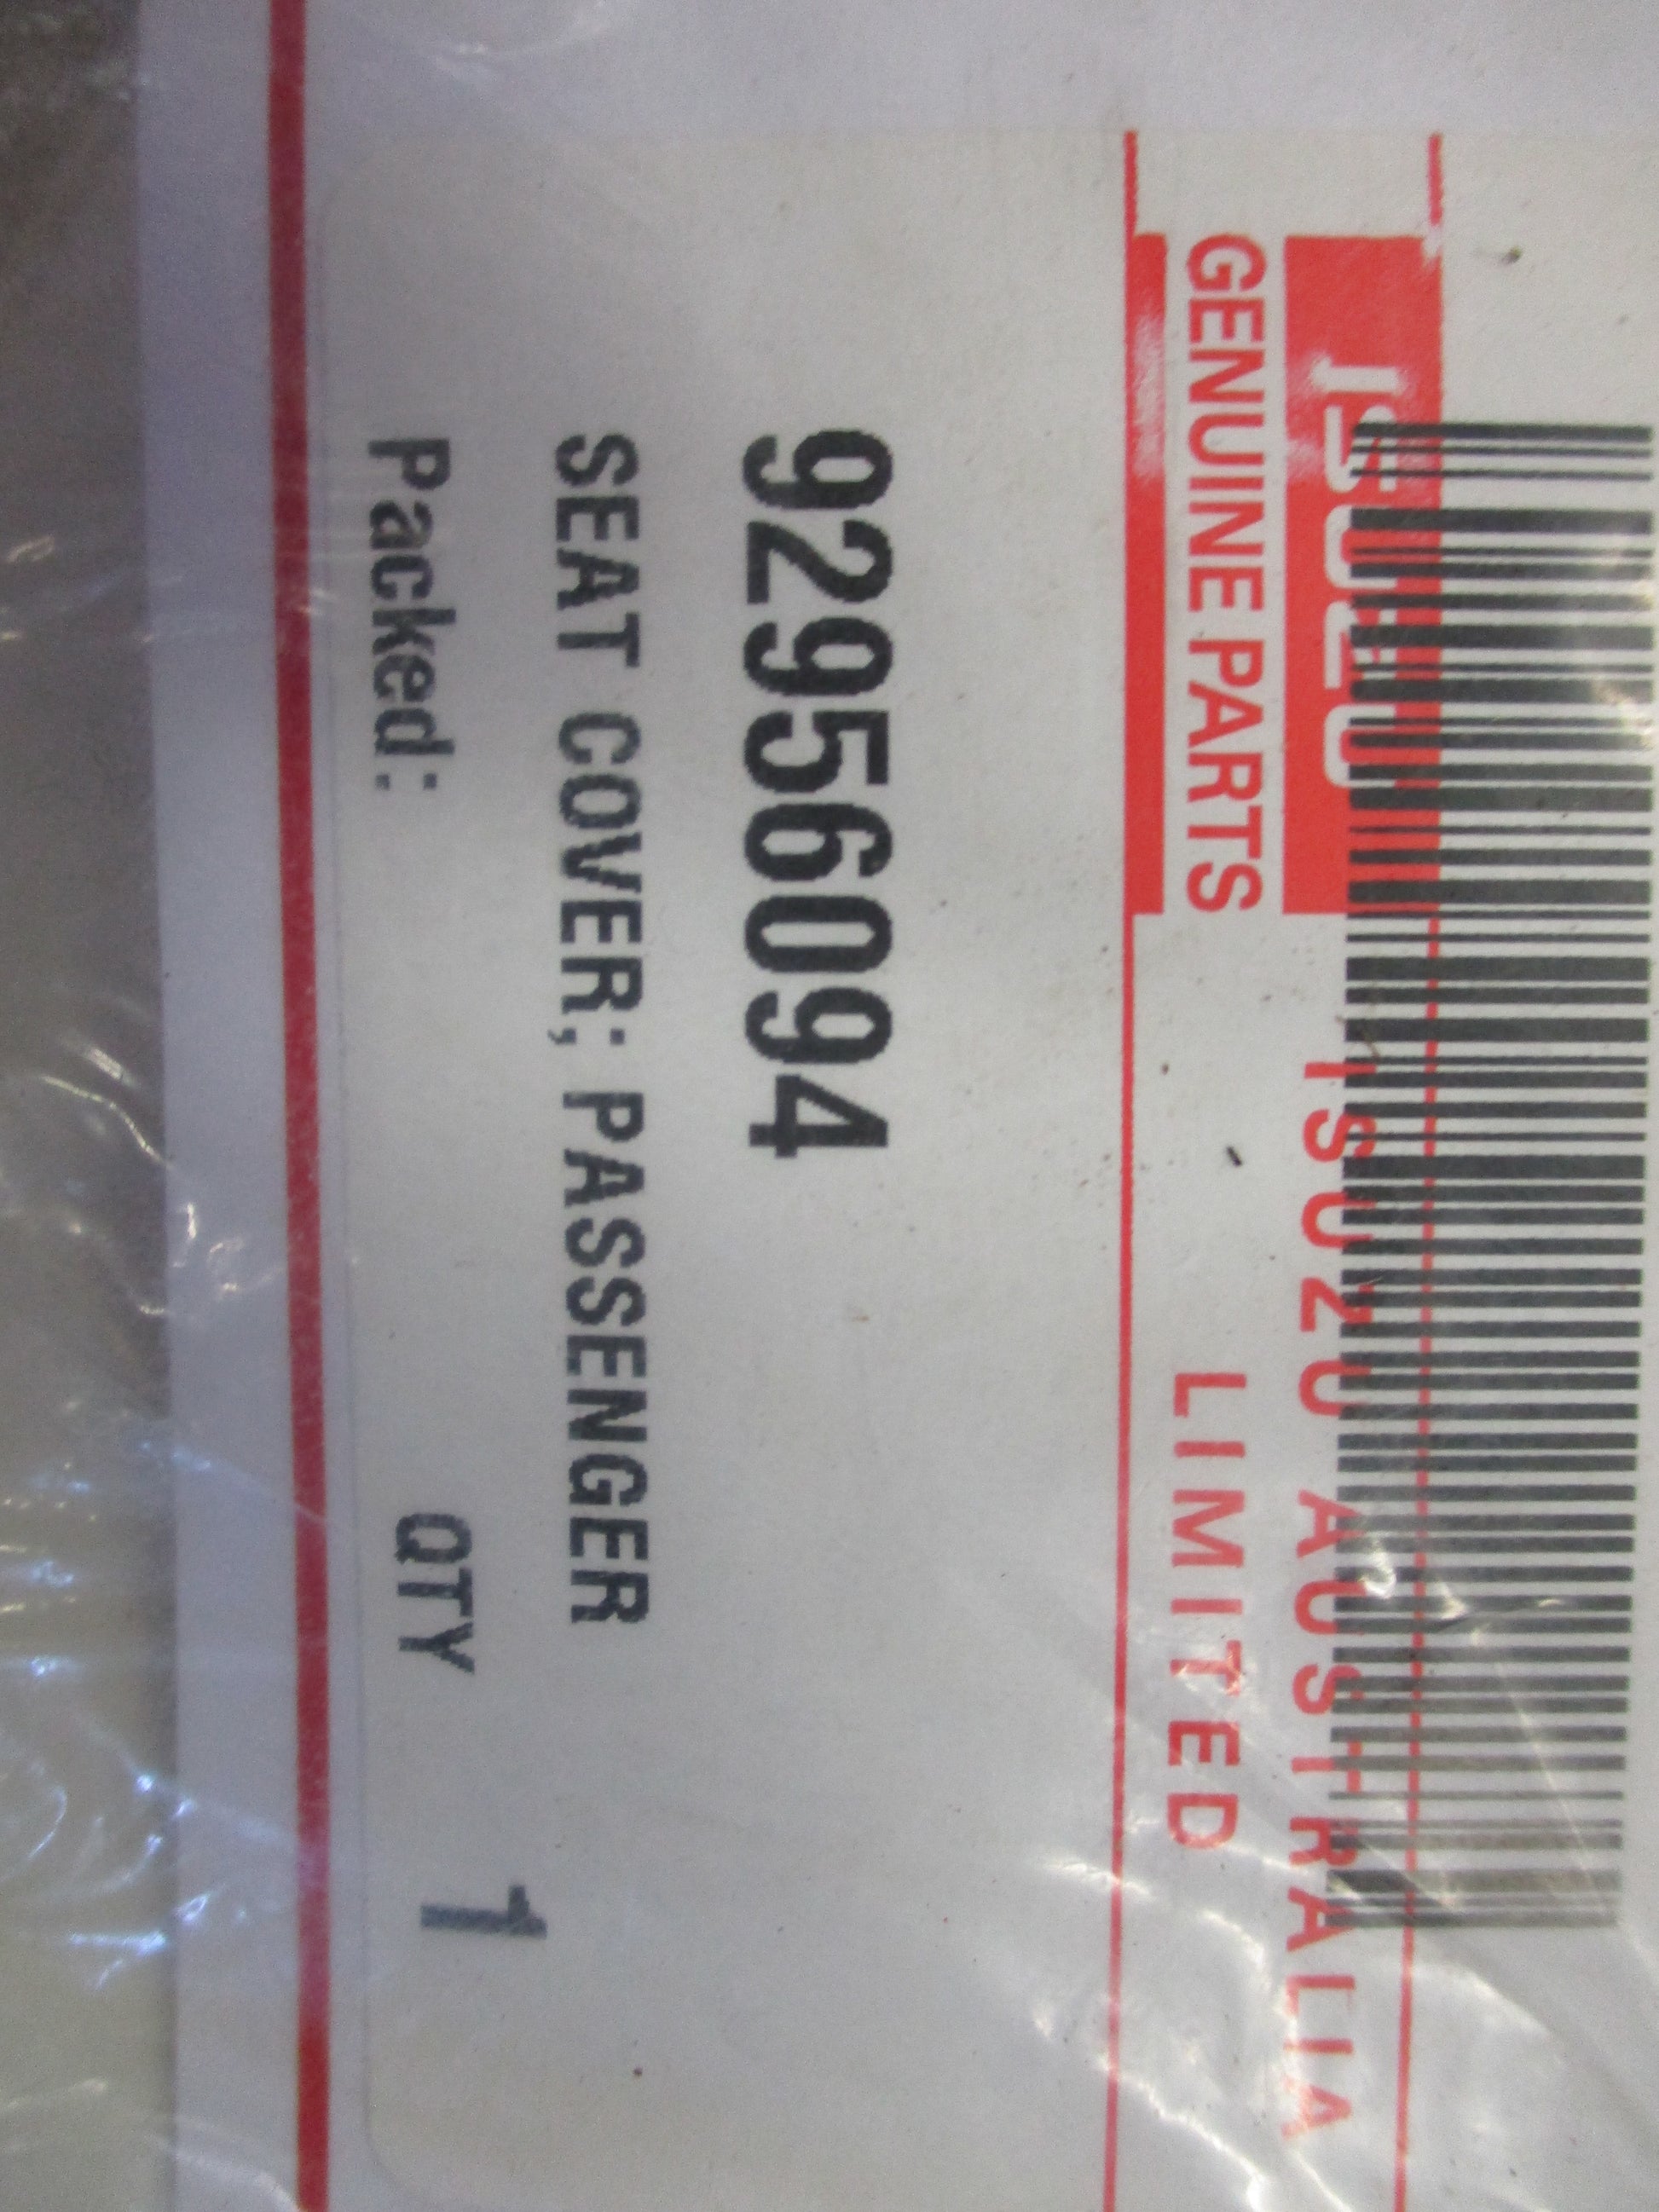 ISUZU
GENUINE PARTS
ISUZU AUSTRALIA
LIMITED
92956094
SEAT COVER; PASSENGER
Packed:
QTY 1